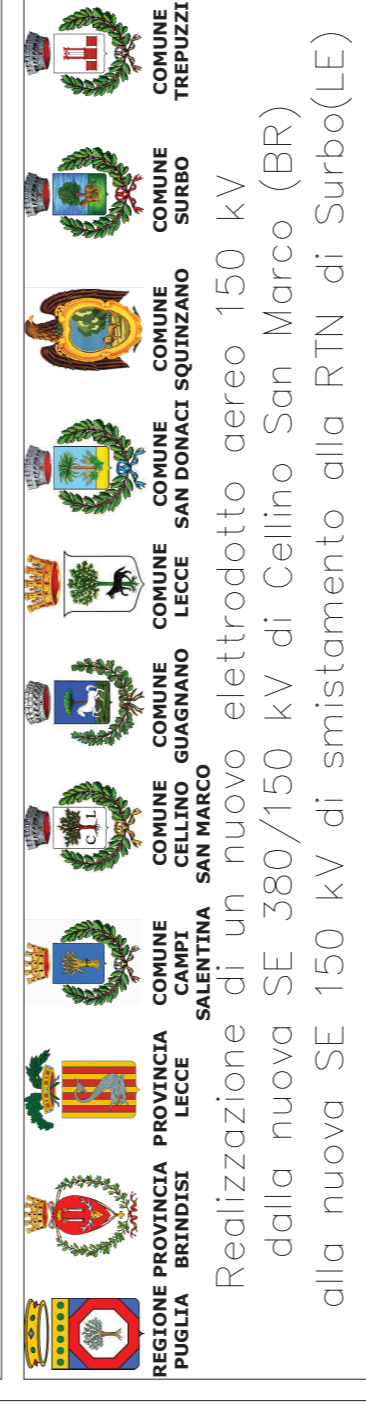 REGIONE PUGLIA
PROVINCIA BRINDISI
PROVINCIA LECCE
COMUNE CAMPI SALENTINA
COMUNE CELLINO SAN MARCO
C L
COMUNE GUAGNANO
COMUNE LECCE
COMUNE SAN DONACI
COMUNE SQUINZANO
COMUNE SURBO
COMUNE TREPUZZI
Realizzazione di un nuovo elettrodotto aereo 150 kV
dalla nuova SE 380/150 kV di Cellino San Marco (BR)
alla nuova SE 150 kV di smistamento alla RTN di Surbo(LE)